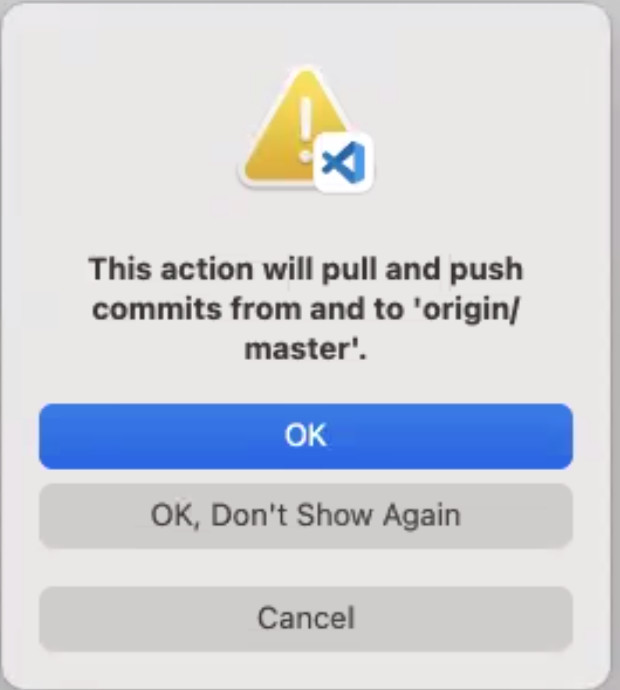 This action will pull and push
commits from and to 'origin/
master'.
OK
OK, Don't Show Again
Cancel